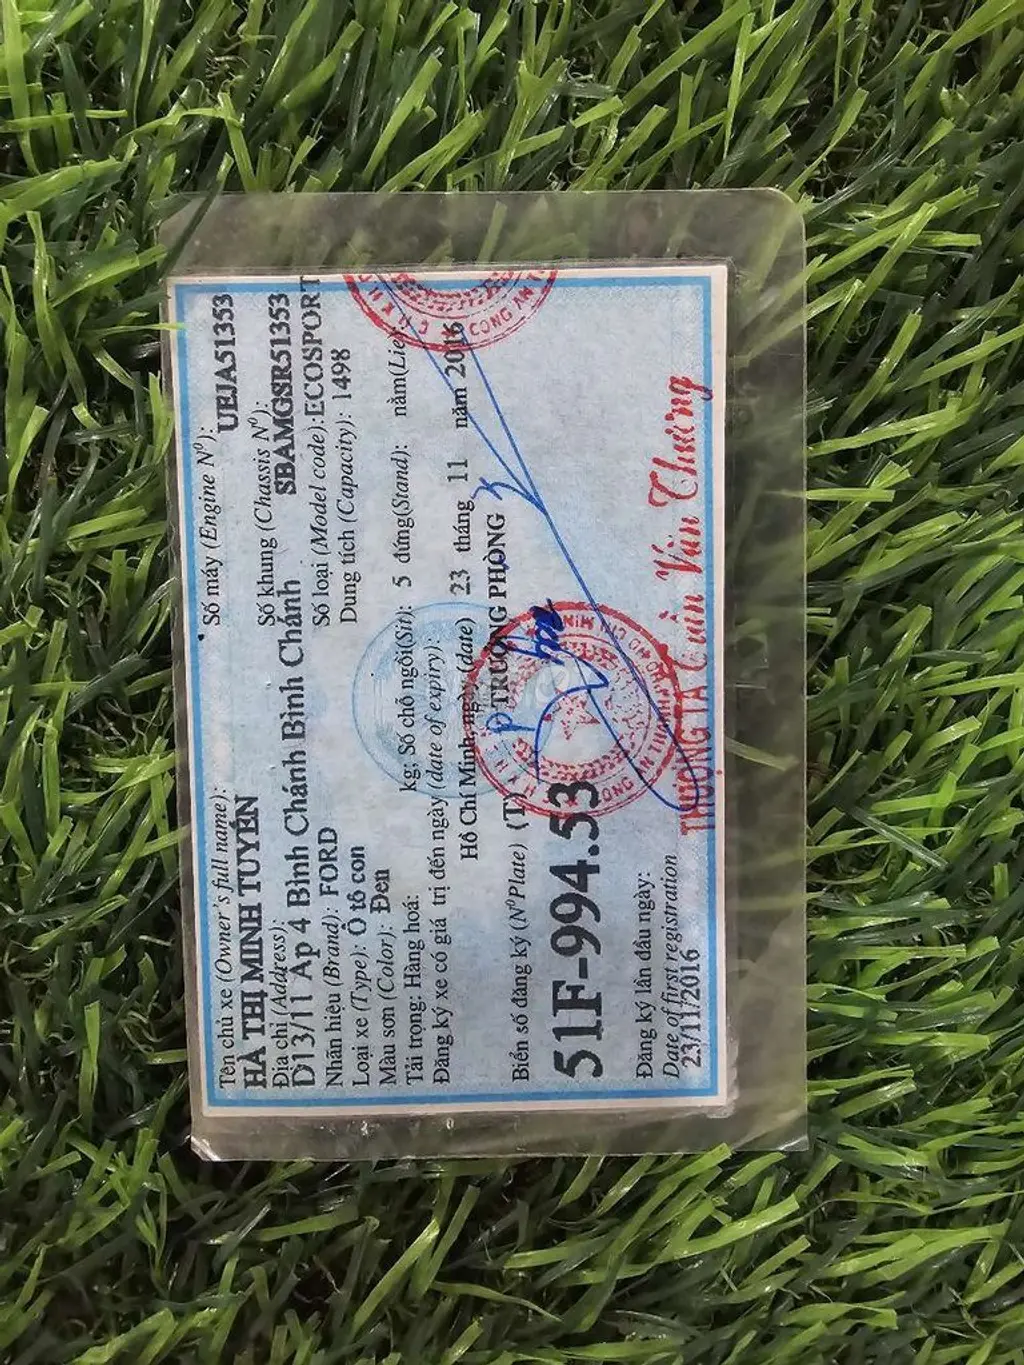 Tên chủ xe (Owner's full name):
HÀ THỊ MINH TUYỀN
Số máy (Engine N⁰):
UEJA51353
Địa chỉ (Address):
D13/11 Ấp 4 Bình Chánh Bình Chánh
Số khung (Chassis N⁰):
SBAMGSR51353
Nhãn hiệu (Brand): FORD
Số loại (Model code): ECOSPORT
Loại xe (Type): Ô tô con
Dung tích (Capacity): 1498
Màu sơn (Color): Đen
Tải trọng: Hàng hoá: kg; Số chỗ ngồi(Sit): 5 đứng(Stand): nằm(Lie):
Đăng ký xe có giá trị đến ngày (date of expiry):
Hồ Chí Minh, ngày (date) 23 tháng 11 năm 2016
Biển số đăng ký (N⁰Plate) (T)
P TRƯỞNG PHÒNG
51F-994.53
Đăng ký lần đầu ngày:
Date of first registration
23/11/2016
THƯỢNG TÁ Trần Văn Thương